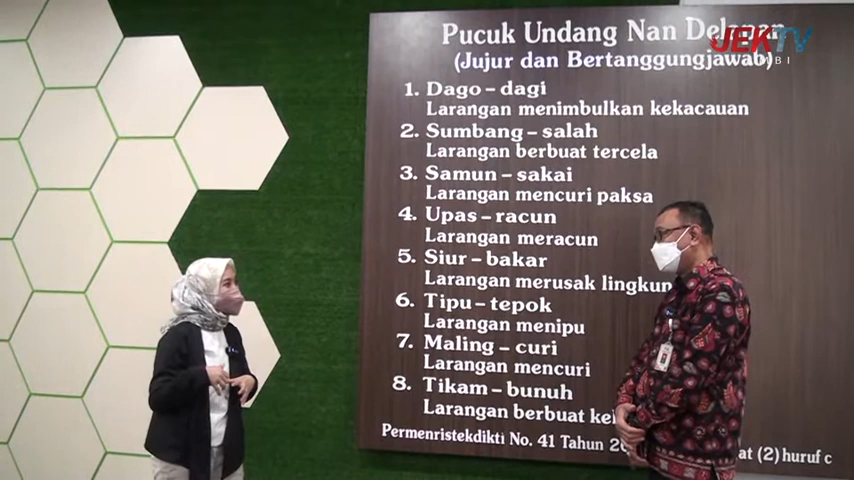 Pucuk Undang Nan Delapan
(Jujur dan Bertanggungjawab)
JEKTV
JAMBI
1. Dago - dagi
Larangan menimbulkan kekacauan
2. Sumbang - salah
Larangan berbuat tercela
3. Samun - sakai
Larangan mencuri paksa
4. Upas - racun
Larangan meracun
5. Siur - bakar
Larangan merusak
6. Tipu - tepok
Larangan menipu
7. Maling - curi
Larangan mencuri
8. Tikam - bunuh
Larangan berbuat
Permenristekdikti No. 41 Tahun (2) huruf c